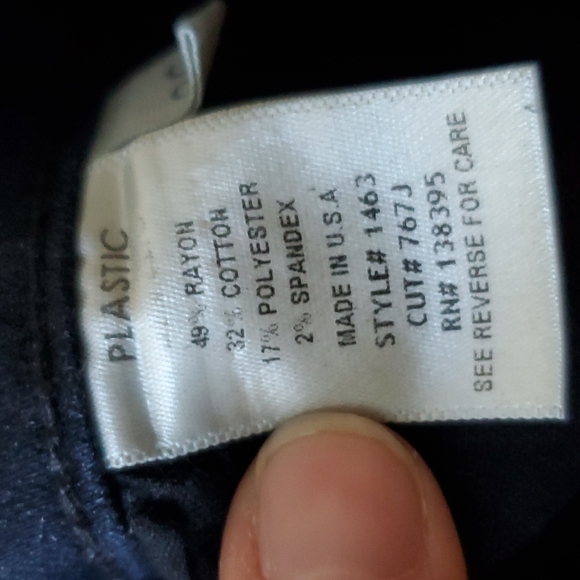 PLASTIC
49% RAYON
32% COTTON
17% POLYESTER
2% SPANDEX
MADE IN U.S.A
STYLE# 1463
CUT# 767J
RN# 138395
SEE REVERSE FOR CARE